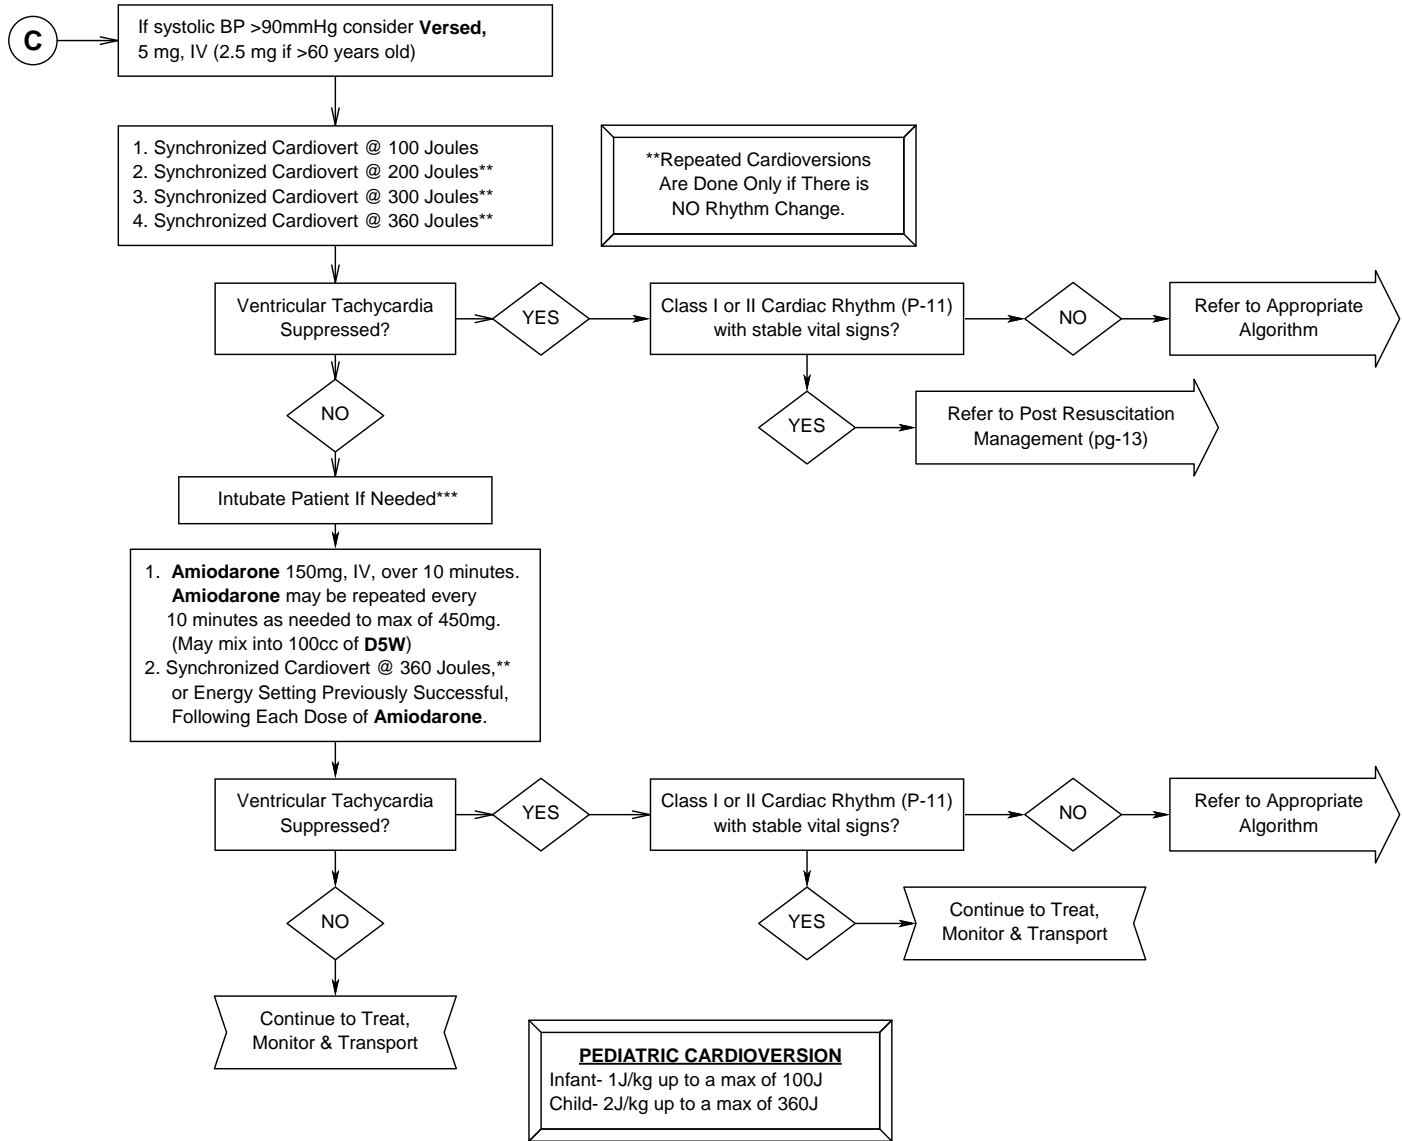 C
If systolic BP >90mmHg consider Versed,
5 mg, IV (2.5 mg if >60 years old)
1. Synchronized Cardiovert @ 100 Joules
2. Synchronized Cardiovert @ 200 Joules**
3. Synchronized Cardiovert @ 300 Joules**
4. Synchronized Cardiovert @ 360 Joules**
**Repeated Cardioversions
Are Done Only if There is
NO Rhythm Change.
Ventricular Tachycardia
Suppressed?
YES
Class I or II Cardiac Rhythm (P-11)
with stable vital signs?
NO
Refer to Appropriate
Algorithm
NO
YES
Refer to Post Resuscitation
Management (pg-13)
Intubate Patient If Needed***
1. Amiodarone 150mg, IV, over 10 minutes.
Amiodarone may be repeated every
10 minutes as needed to max of 450mg.
(May mix into 100cc of D5W)
2. Synchronized Cardiovert @ 360 Joules,**
or Energy Setting Previously Successful,
Following Each Dose of Amiodarone.
Ventricular Tachycardia
Suppressed?
YES
Class I or II Cardiac Rhythm (P-11)
with stable vital signs?
NO
Refer to Appropriate
Algorithm
NO
YES
Continue to Treat,
Monitor & Transport
Continue to Treat,
Monitor & Transport
PEDIATRIC CARDIOVERSION
Infant- 1J/kg up to a max of 100J
Child- 2J/kg up to a max of 360J